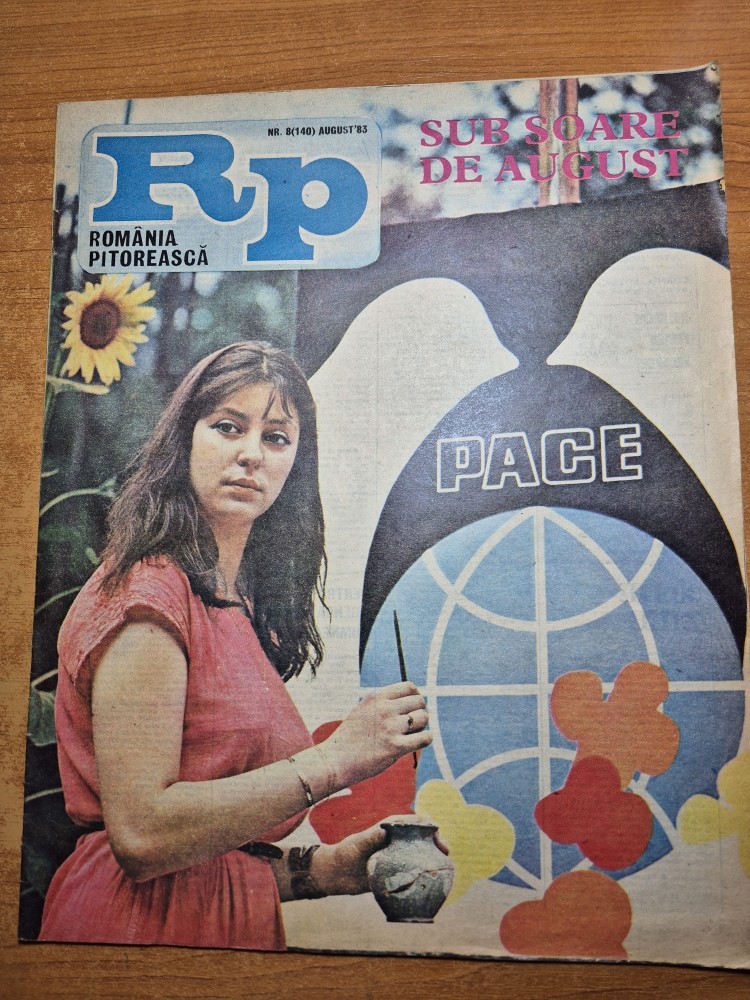 NR. 8(140) AUGUST'83
Rp
ROMÂNIA
PITOREASCĂ
SUB SOARE
DE AUGUST
PACE